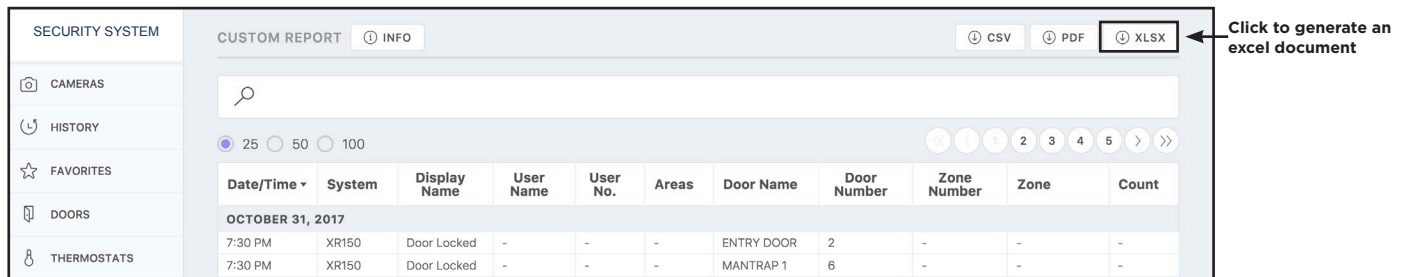 SECURITY SYSTEM
CAMERAS
HISTORY
FAVORITES
DOORS
THERMOSTATS
CUSTOM REPORT INFO CSV PDF XLSX
Click to generate an
excel document
25 50 100 1 2 3 4 5
Date/Time System Display Name User Name User No. Areas Door Name Door Number Zone Number Zone Count
OCTOBER 31, 2017
7:30 PM XR150 Door Locked - - - ENTRY DOOR 2 - - -
7:30 PM XR150 Door Locked - - - MANTRAP 1 6 - - -